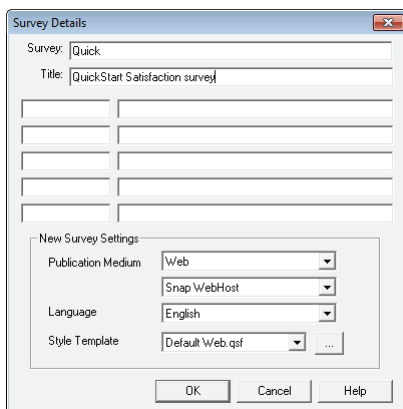 Survey Details
Survey: Quick
Title: QuickStart Satisfaction survey
New Survey Settings
Publication Medium Web
Snap WebHost
Language English
Style Template Default Web.qsf ...
OK Cancel Help